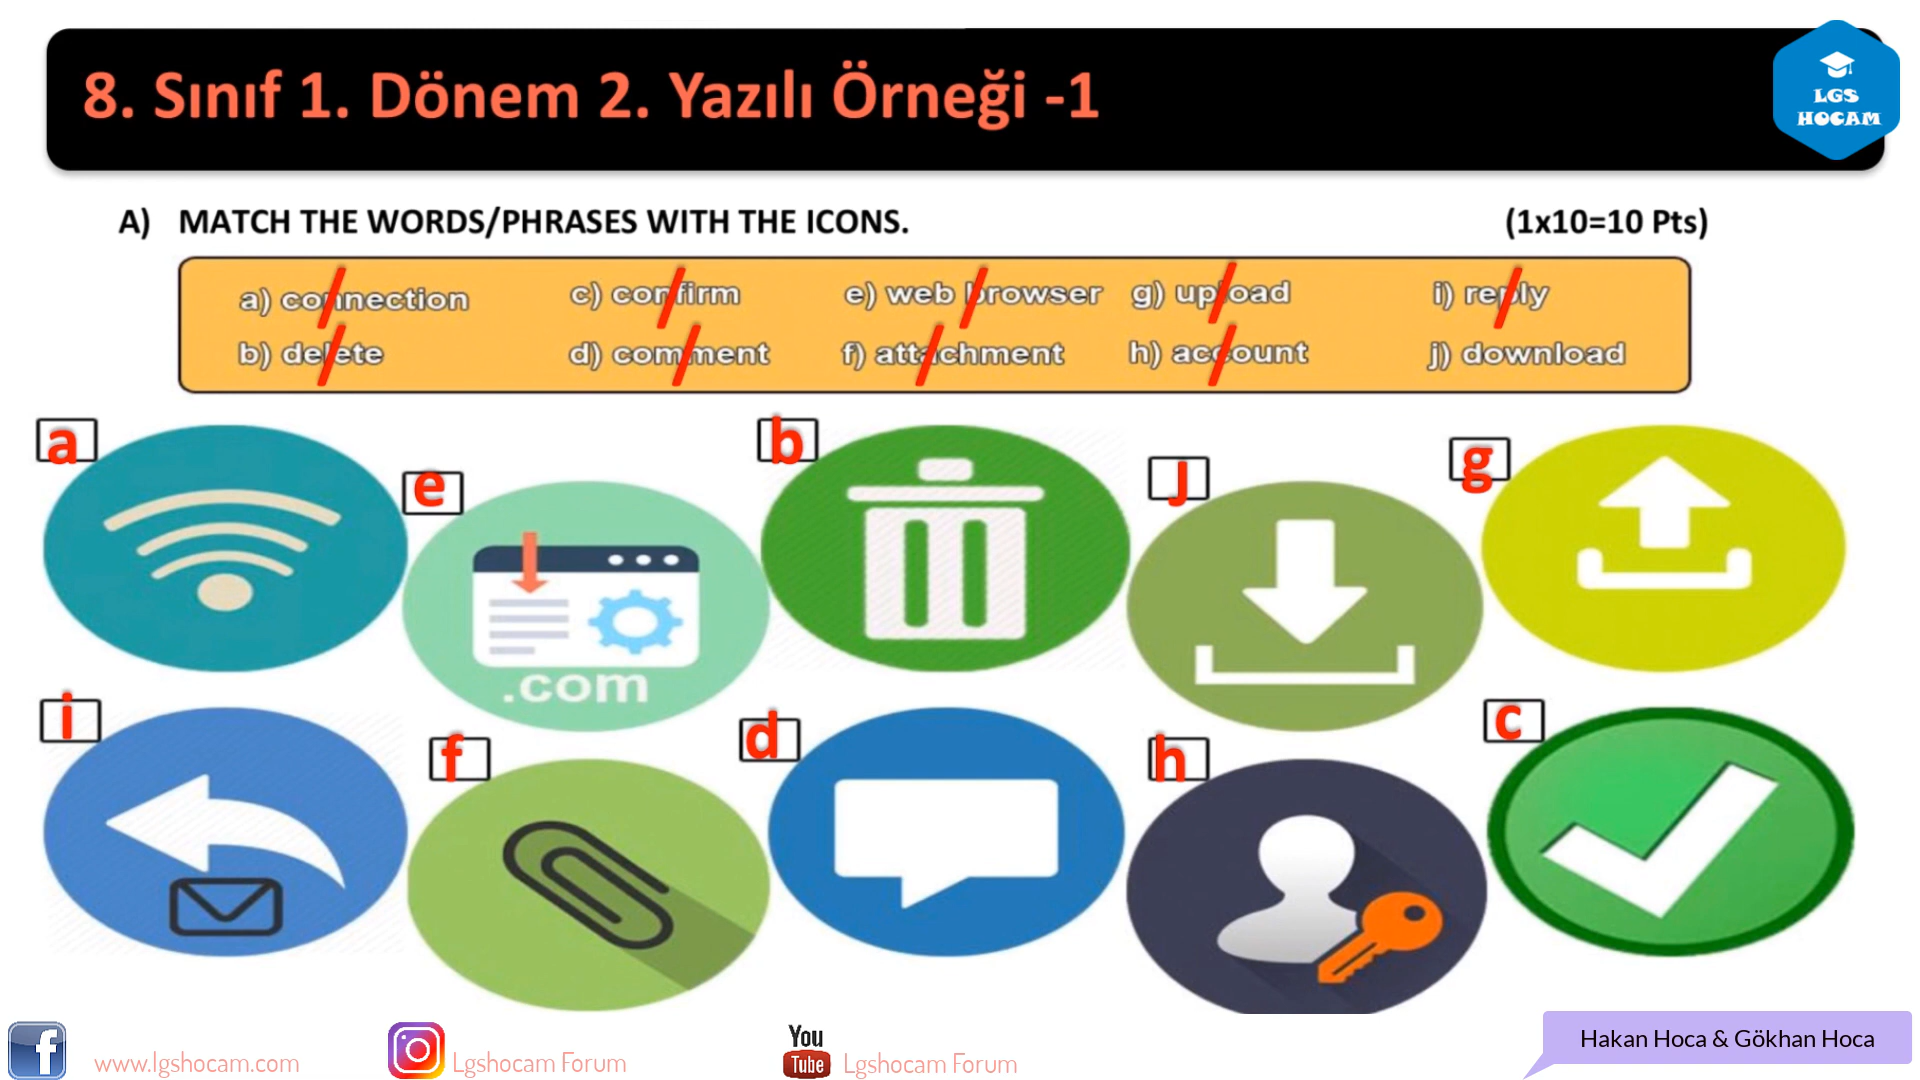 8. Sınıf 1. Dönem 2. Yazılı Örneği -1
LGS
HOCAM
A) MATCH THE WORDS/PHRASES WITH THE ICONS. (1x10=10 Pts)
a) connection c) confirm e) web browser g) upload i) reply
b) delete d) comment f) attachment h) account j) download
a
e
b
J
g
.com
i
f
d
h
c
f www.lgshocam.com Lgshocam Forum You Tube Lgshocam Forum
Hakan Hoca & Gökhan Hoca